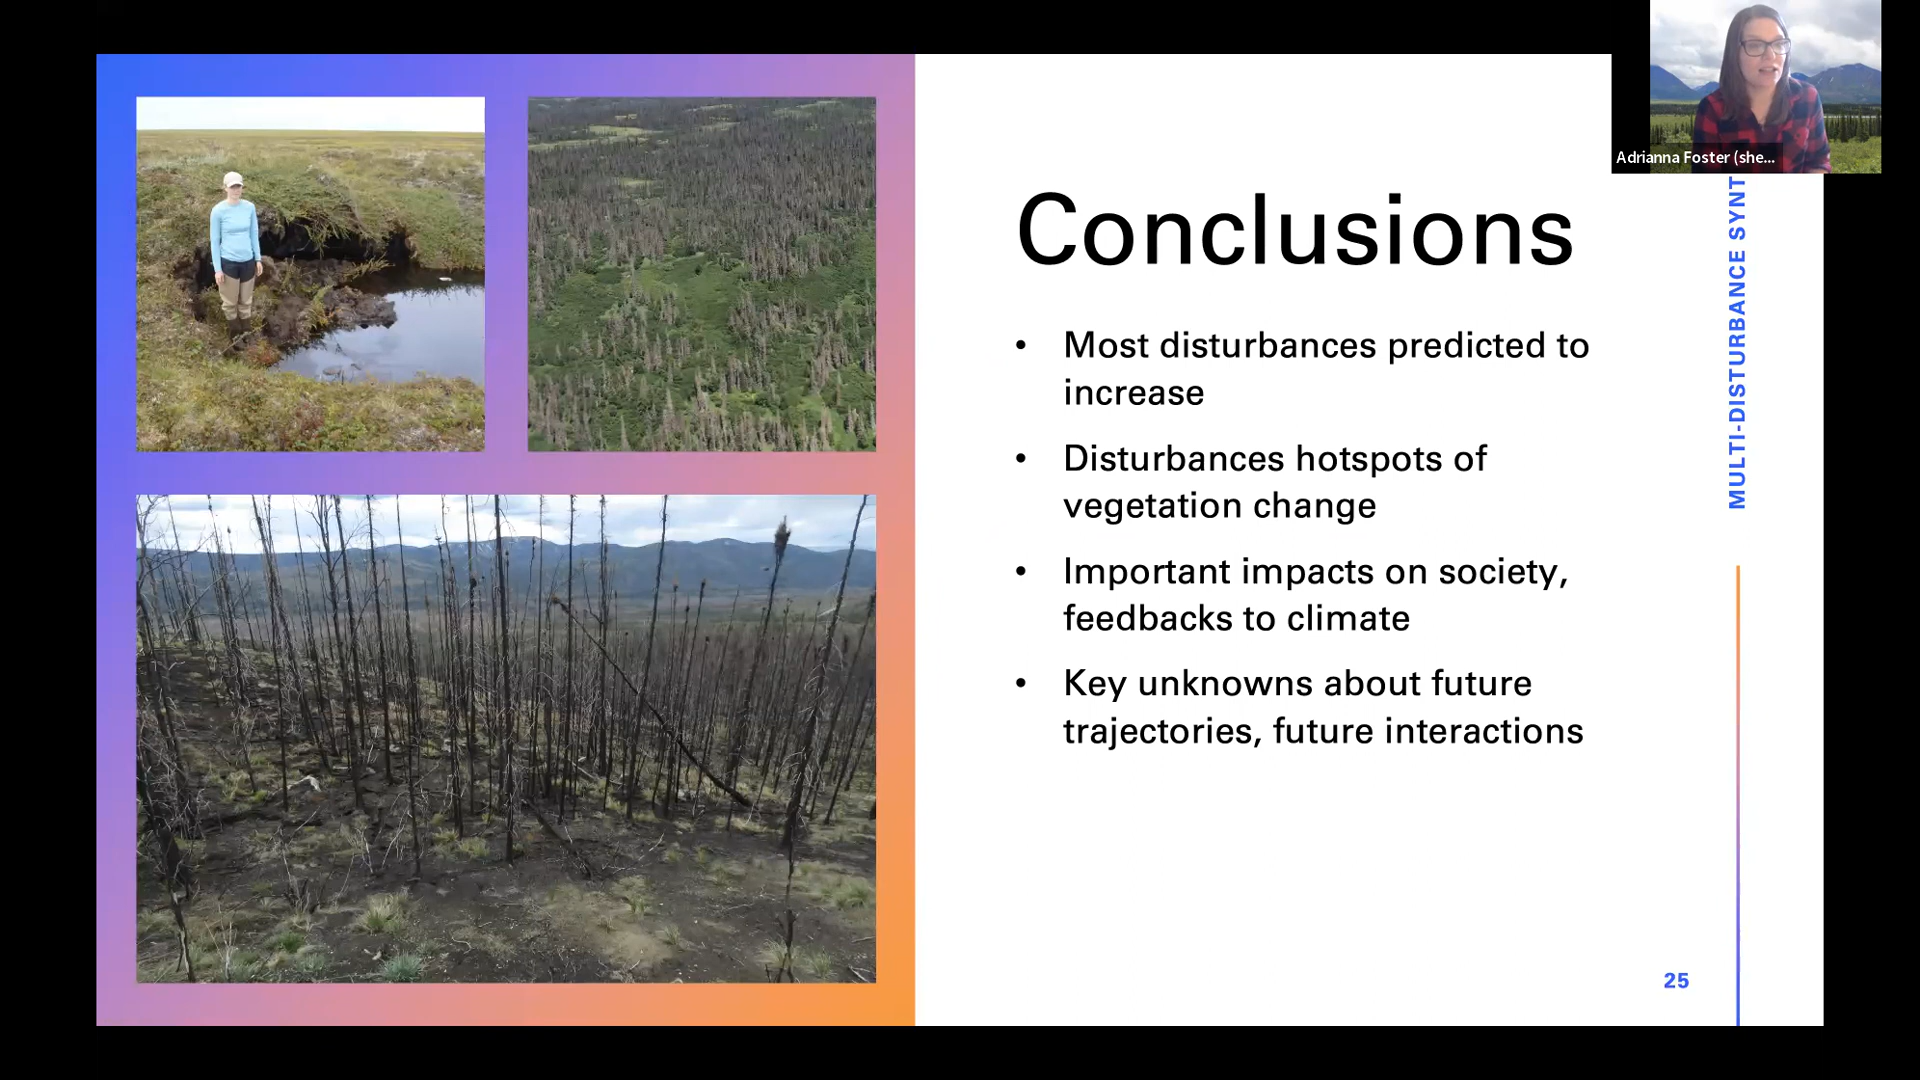 Adrianna Foster (she...
Conclusions
• Most disturbances predicted to
increase
• Disturbances hotspots of
vegetation change
• Important impacts on society,
feedbacks to climate
• Key unknowns about future
trajectories, future interactions
MULTI-DISTURBANCE SYNT
25